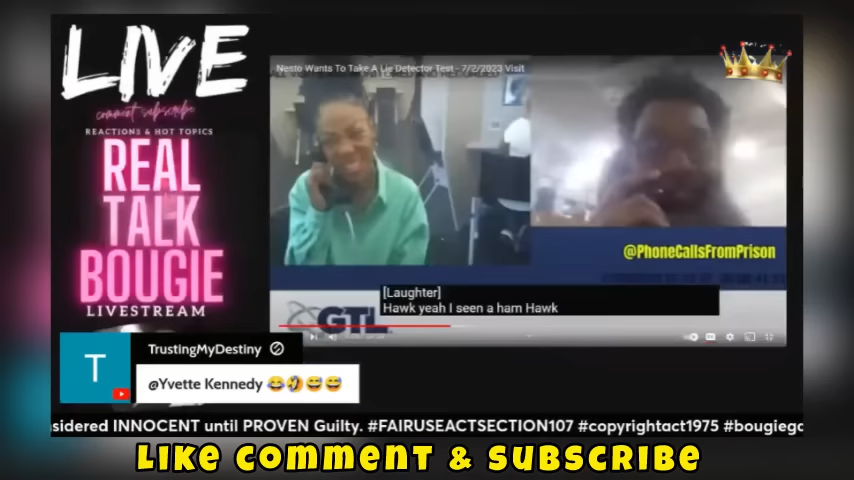 LIVE
comment subscribe
REACTIONS & HOT TOPICS
REAL
TALK
BOUGIE
LIVESTREAM
Nesto Wants To Take A Lie Detector Test - 7/2/2023 Visit
@PhoneCallsFromPrison
[Laughter]
Hawk yeah I seen a ham Hawk
GTL
T
TrustingMyDestiny
@Yvette Kennedy 😂🤣😅😅
sidered INNOCENT until PROVEN Guilty. #FAIRUSEACTSECTION107 #copyrightact1975 #bougiega
LIKE COMMENT & SUBSCRIBE